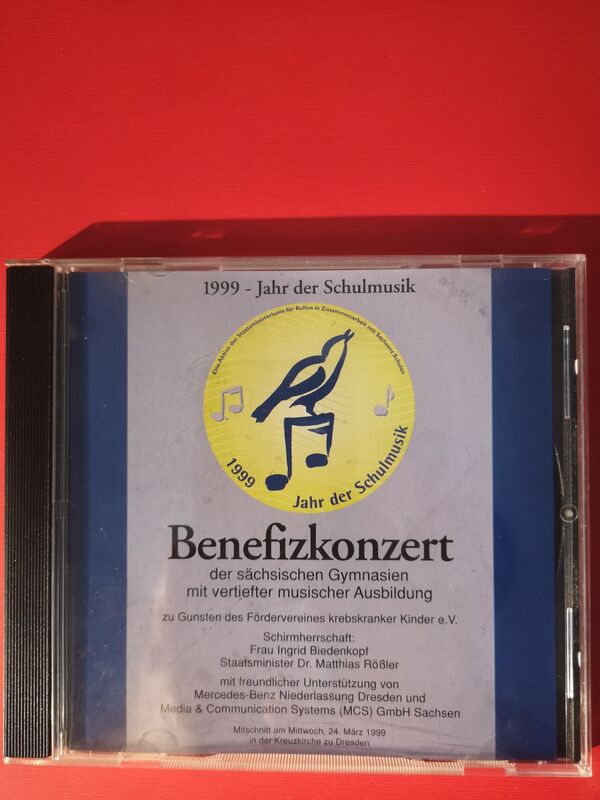 1999 - Jahr der Schulmusik
Eine Aktion des Staatsministeriums für Kultus in Zusammenarbeit mit Sachsens Schulen
1999
Jahr der Schulmusik
Benefizkonzert
der sächsischen Gymnasien
mit vertiefter musischer Ausbildung
zu Gunsten des Fördervereines krebskranker Kinder e.V.
Schirmherrschaft:
Frau Ingrid Biedenkopf
Staatsminister Dr. Matthias Rößler
mit freundlicher Unterstützung von
Mercedes-Benz Niederlassung Dresden und
Media & Communication Systems (MCS) GmbH Sachsen
Mitschnitt am Mittwoch, 24. März 1999
in der Kreuzkirche zu Dresden